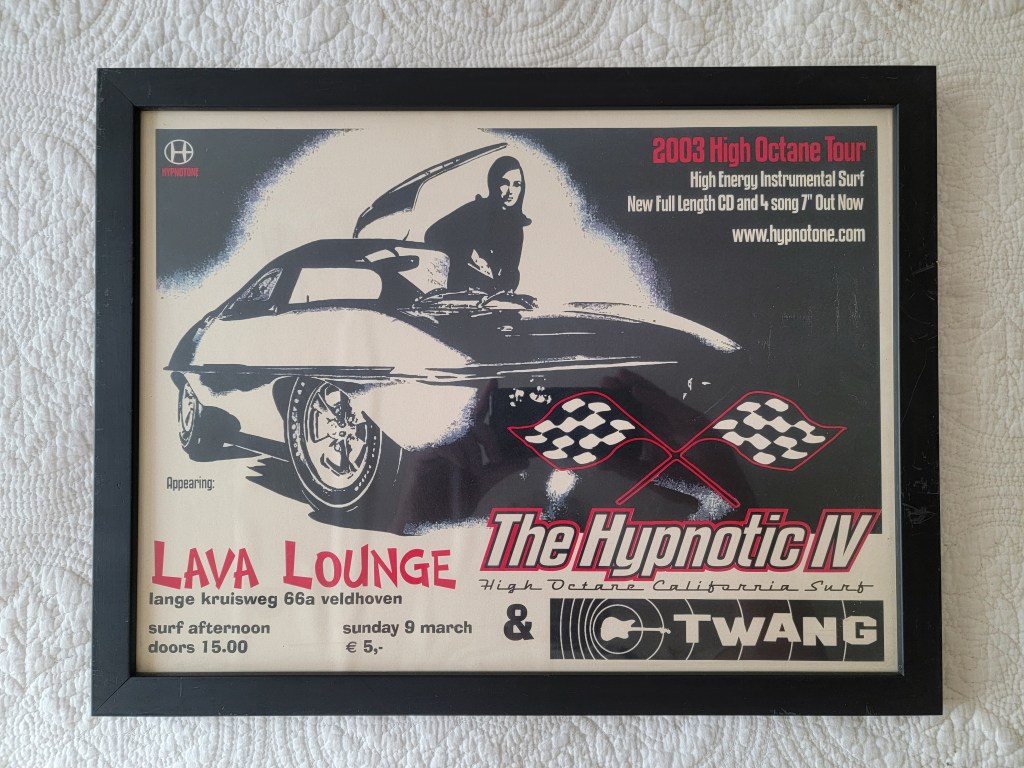 HYPNOTONE
2003 High Octane Tour
High Energy Instrumental Surf
New Full Length CD and 4 song 7" Out Now
www.hypnotone.com
Appearing:
LAVA LOUNGE
lange kruisweg 66a veldhoven
surf afternoon
doors 15.00
sunday 9 march
€ 5,-
The Hypnotic IV
High Octane California Surf
& TWANG